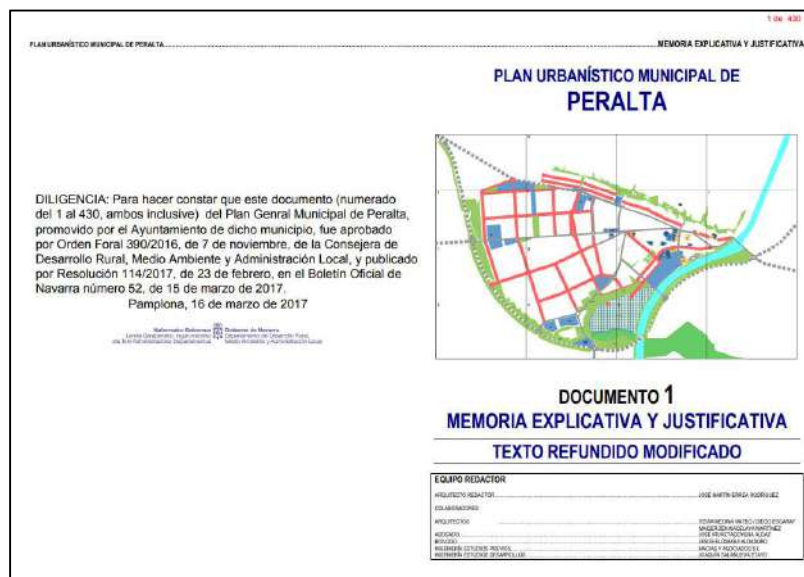 1 de 430
PLAN URBANÍSTICO MUNICIPAL DE PERALTA
MEMORIA EXPLICATIVA Y JUSTIFICATIVA
PLAN URBANÍSTICO MUNICIPAL DE
PERALTA
DILIGENCIA: Para hacer constar que este documento (numerado
del 1 al 430, ambos inclusive) del Plan Genral Municipal de Peralta,
promovido por el Ayuntamiento de dicho municipio, fue aprobado
por Orden Foral 390/2016, de 7 de noviembre, de la Consejera de
Desarrollo Rural, Medio Ambiente y Administración Local, y publicado
por Resolución 114/2017, de 23 de febrero, en el Boletín Oficial de
Navarra número 52, de 15 de marzo de 2017.
Pamplona, 16 de marzo de 2017
Gobierno de Navarra
DOCUMENTO 1
MEMORIA EXPLICATIVA Y JUSTIFICATIVA
TEXTO REFUNDIDO MODIFICADO
EQUIPO REDACTOR
ARQUITECTO REDACTOR
COLABORADORES
ARQUITECTOS